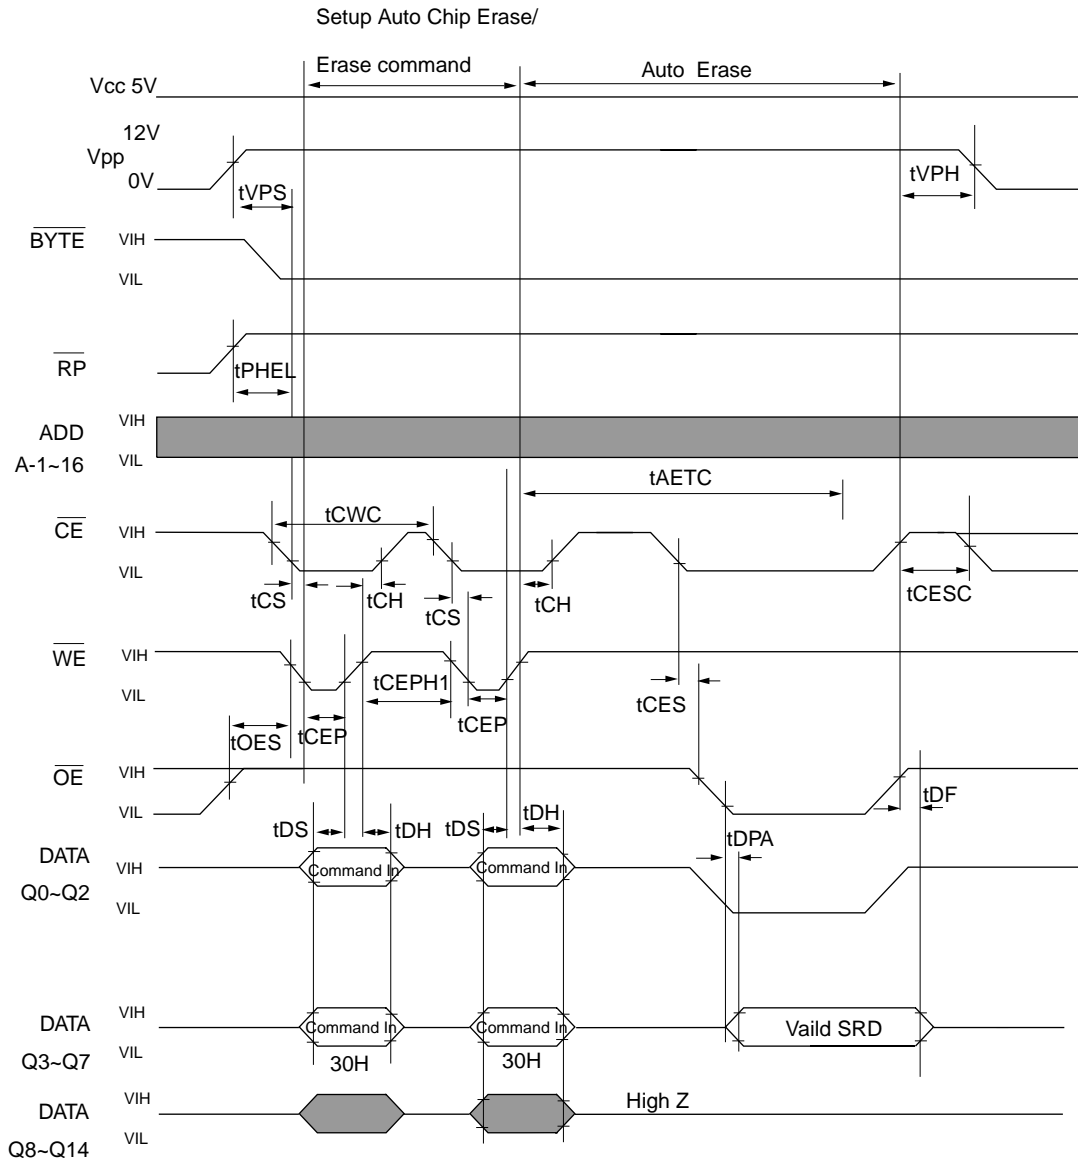 Setup Auto Chip Erase/
Erase command
Auto Erase
Vcc 5V
12V
Vpp
0V
tVPS
tVPH
BYTE
VIH
VIL
RP
tPHEL
ADD
VIH
A-1~16
VIL
tAETC
CE
VIH
tCWC
VIL
tCS
tCH
tCS
tCH
tCESC
WE
VIH
VIL
tCEPH1
tCES
tOES
tCEP
tCEP
OE
VIH
VIL
tDF
tDS
tDH
tDS
tDH
tDPA
DATA
VIH
Command In
Command In
Q0~Q2
VIL
DATA
VIH
Command In
Command In
Vaild SRD
Q3~Q7
VIL
30H
30H
DATA
VIH
High Z
VIL
Q8~Q14